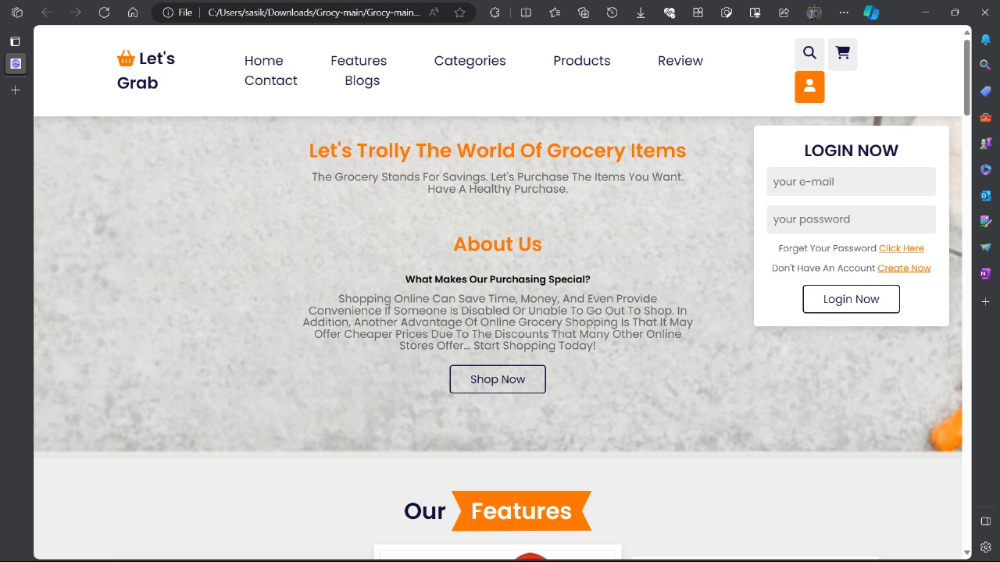 File C:/Users/sasik/Downloads/Grocy-main/Grocy-main...
Let's
Grab
Home Features Categories Products Review
Contact Blogs
Let's Trolly The World Of Grocery Items
The Grocery Stands For Savings. Let's Purchase The Items You Want.
Have A Healthy Purchase.
About Us
What Makes Our Purchasing Special?
Shopping Online Can Save Time, Money, And Even Provide
Convenience If Someone Is Disabled Or Unable To Go Out To Shop. In
Addition, Another Advantage Of Online Grocery Shopping Is That It May
Offer Cheaper Prices Due To The Discounts That Many Other Online
Stores Offer... Start Shopping Today!
Shop Now
LOGIN NOW
your e-mail
your password
Forget Your Password Click Here
Don't Have An Account Create Now
Login Now
Our Features